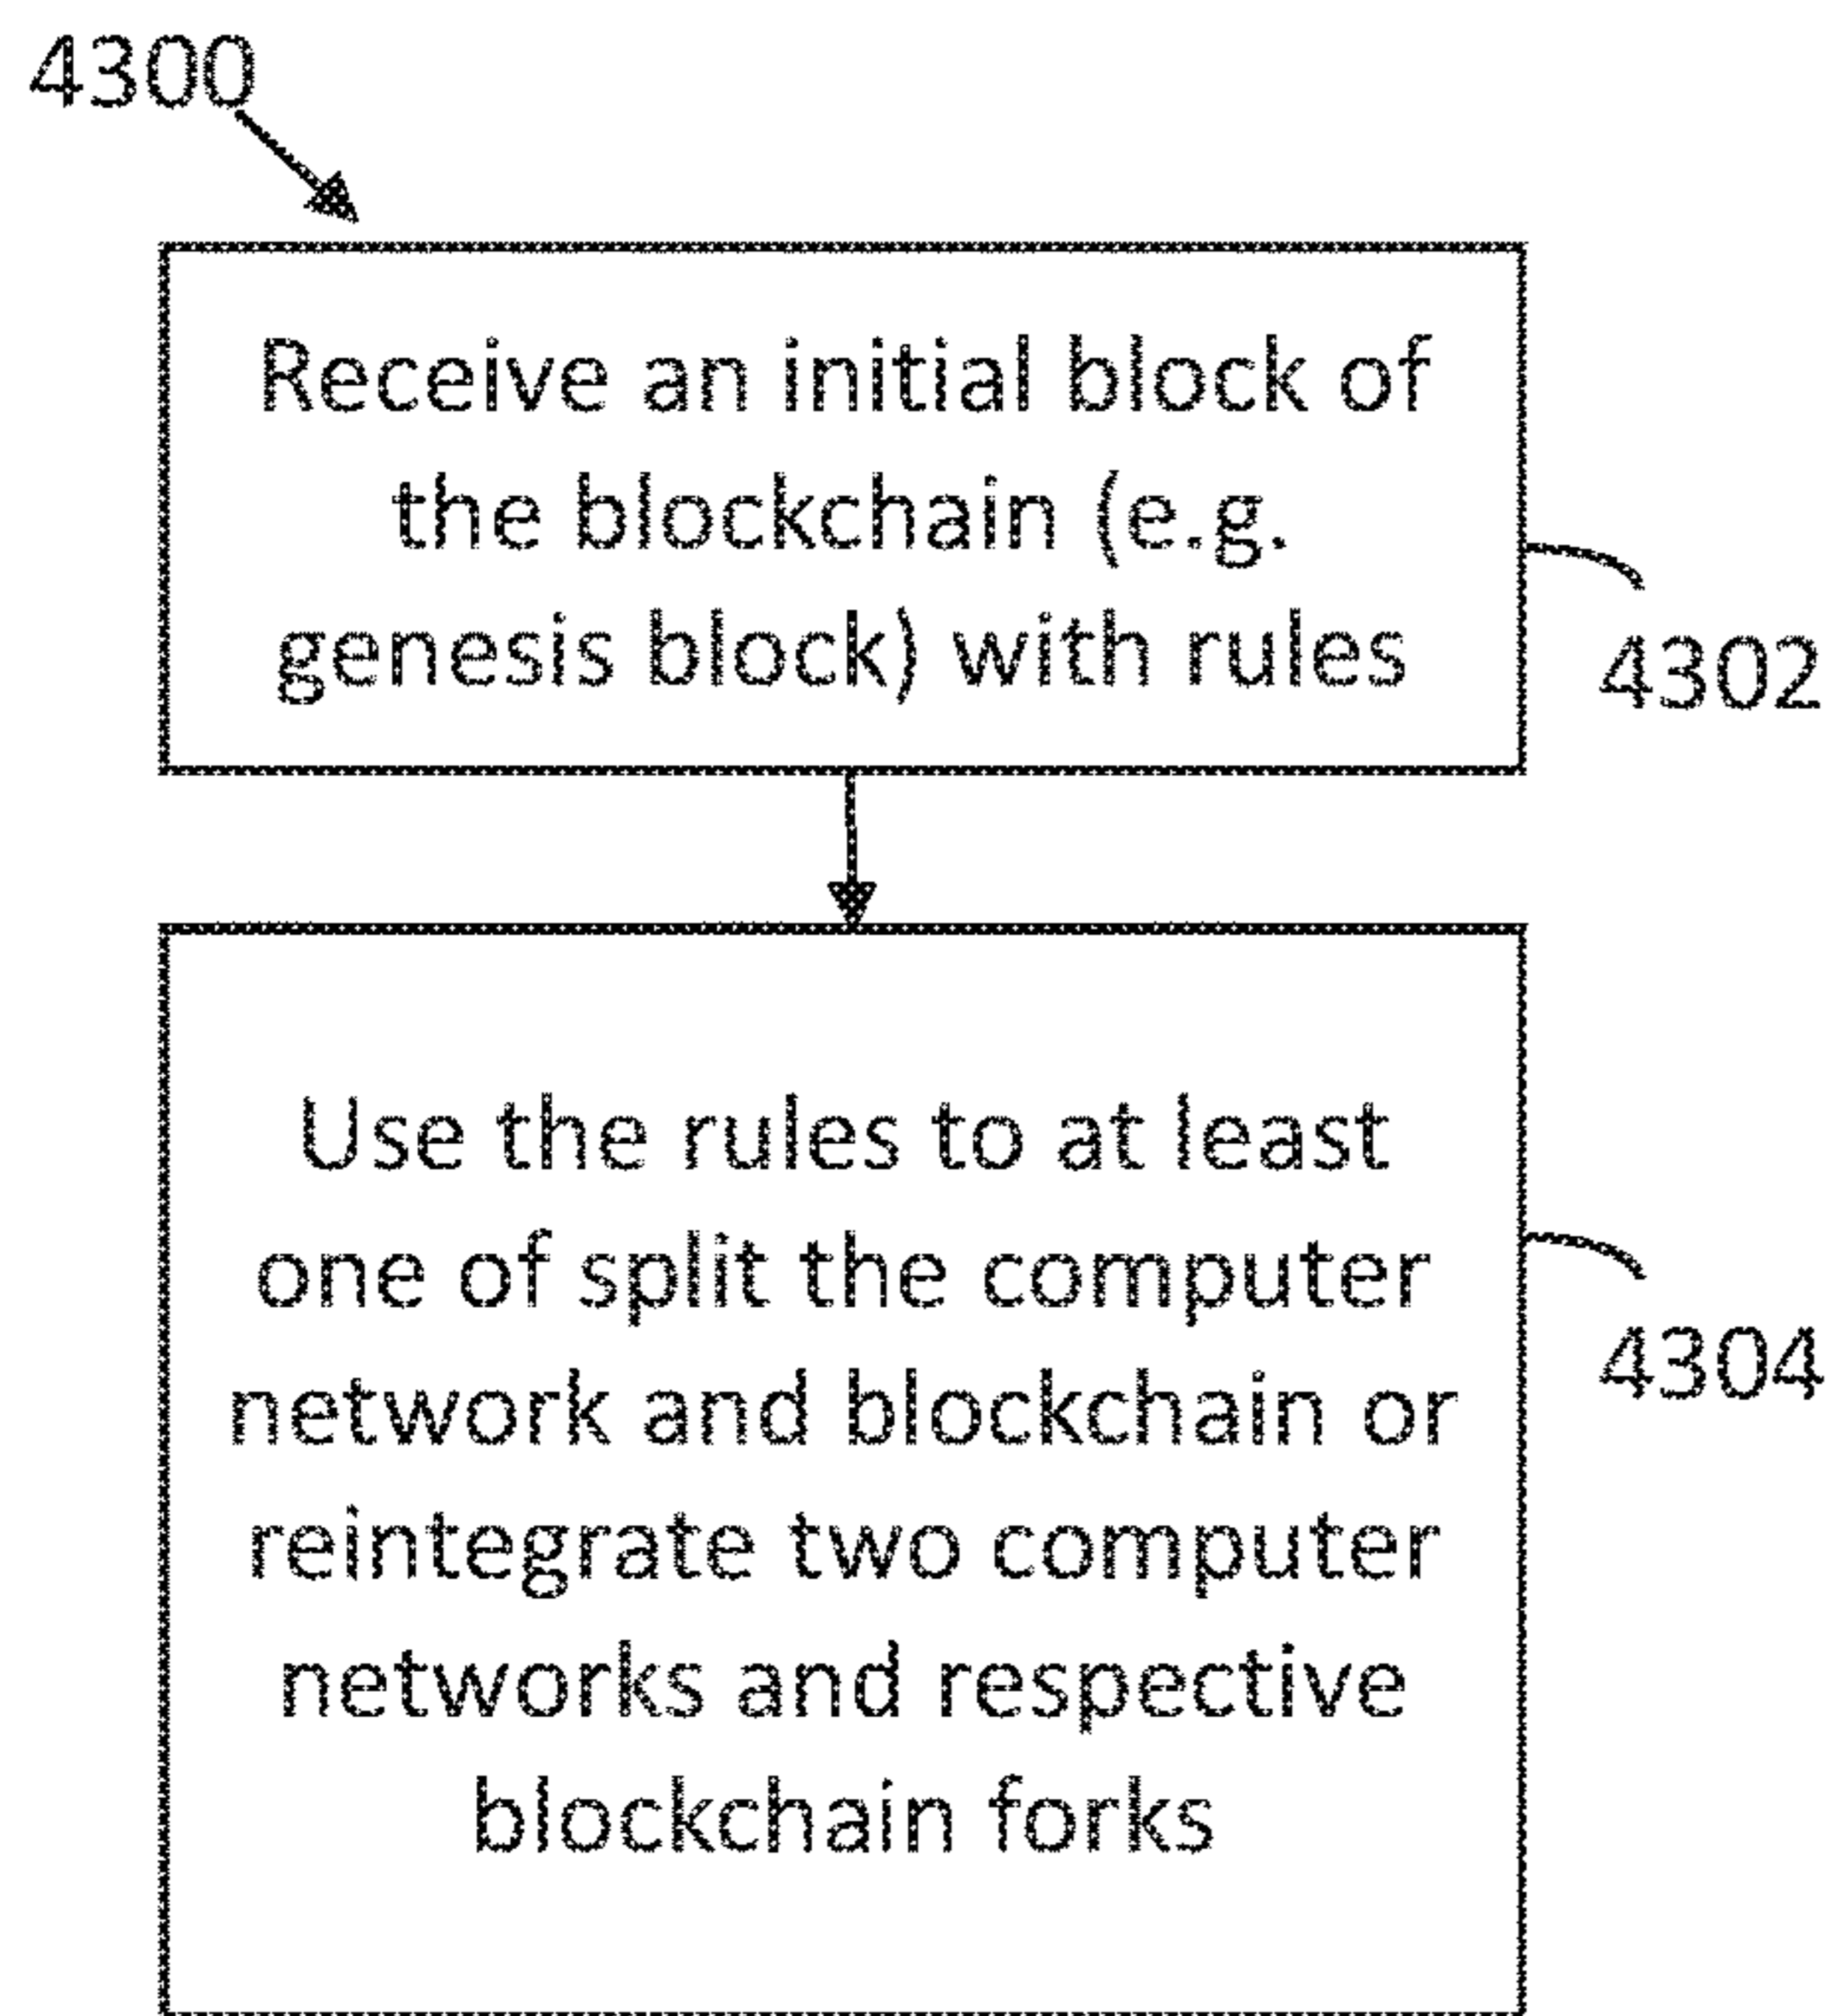 4300
Receive an initial block of
the blockchain (e.g.
genesis block) with rules
4302
Use the rules to at least
one of split the computer
network and blockchain or
reintegrate two computer
networks and respective
blockchain forks
4304